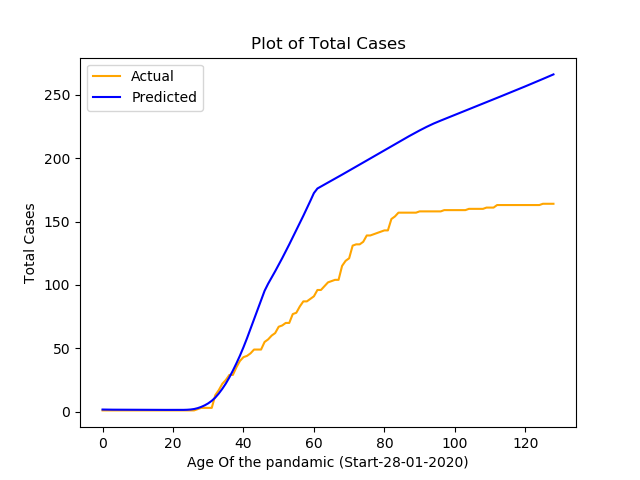 Plot of Total Cases
Actual
Predicted
Total Cases
250
200
150
100
50
0
0 20 40 60 80 100 120
Age Of the pandamic (Start-28-01-2020)